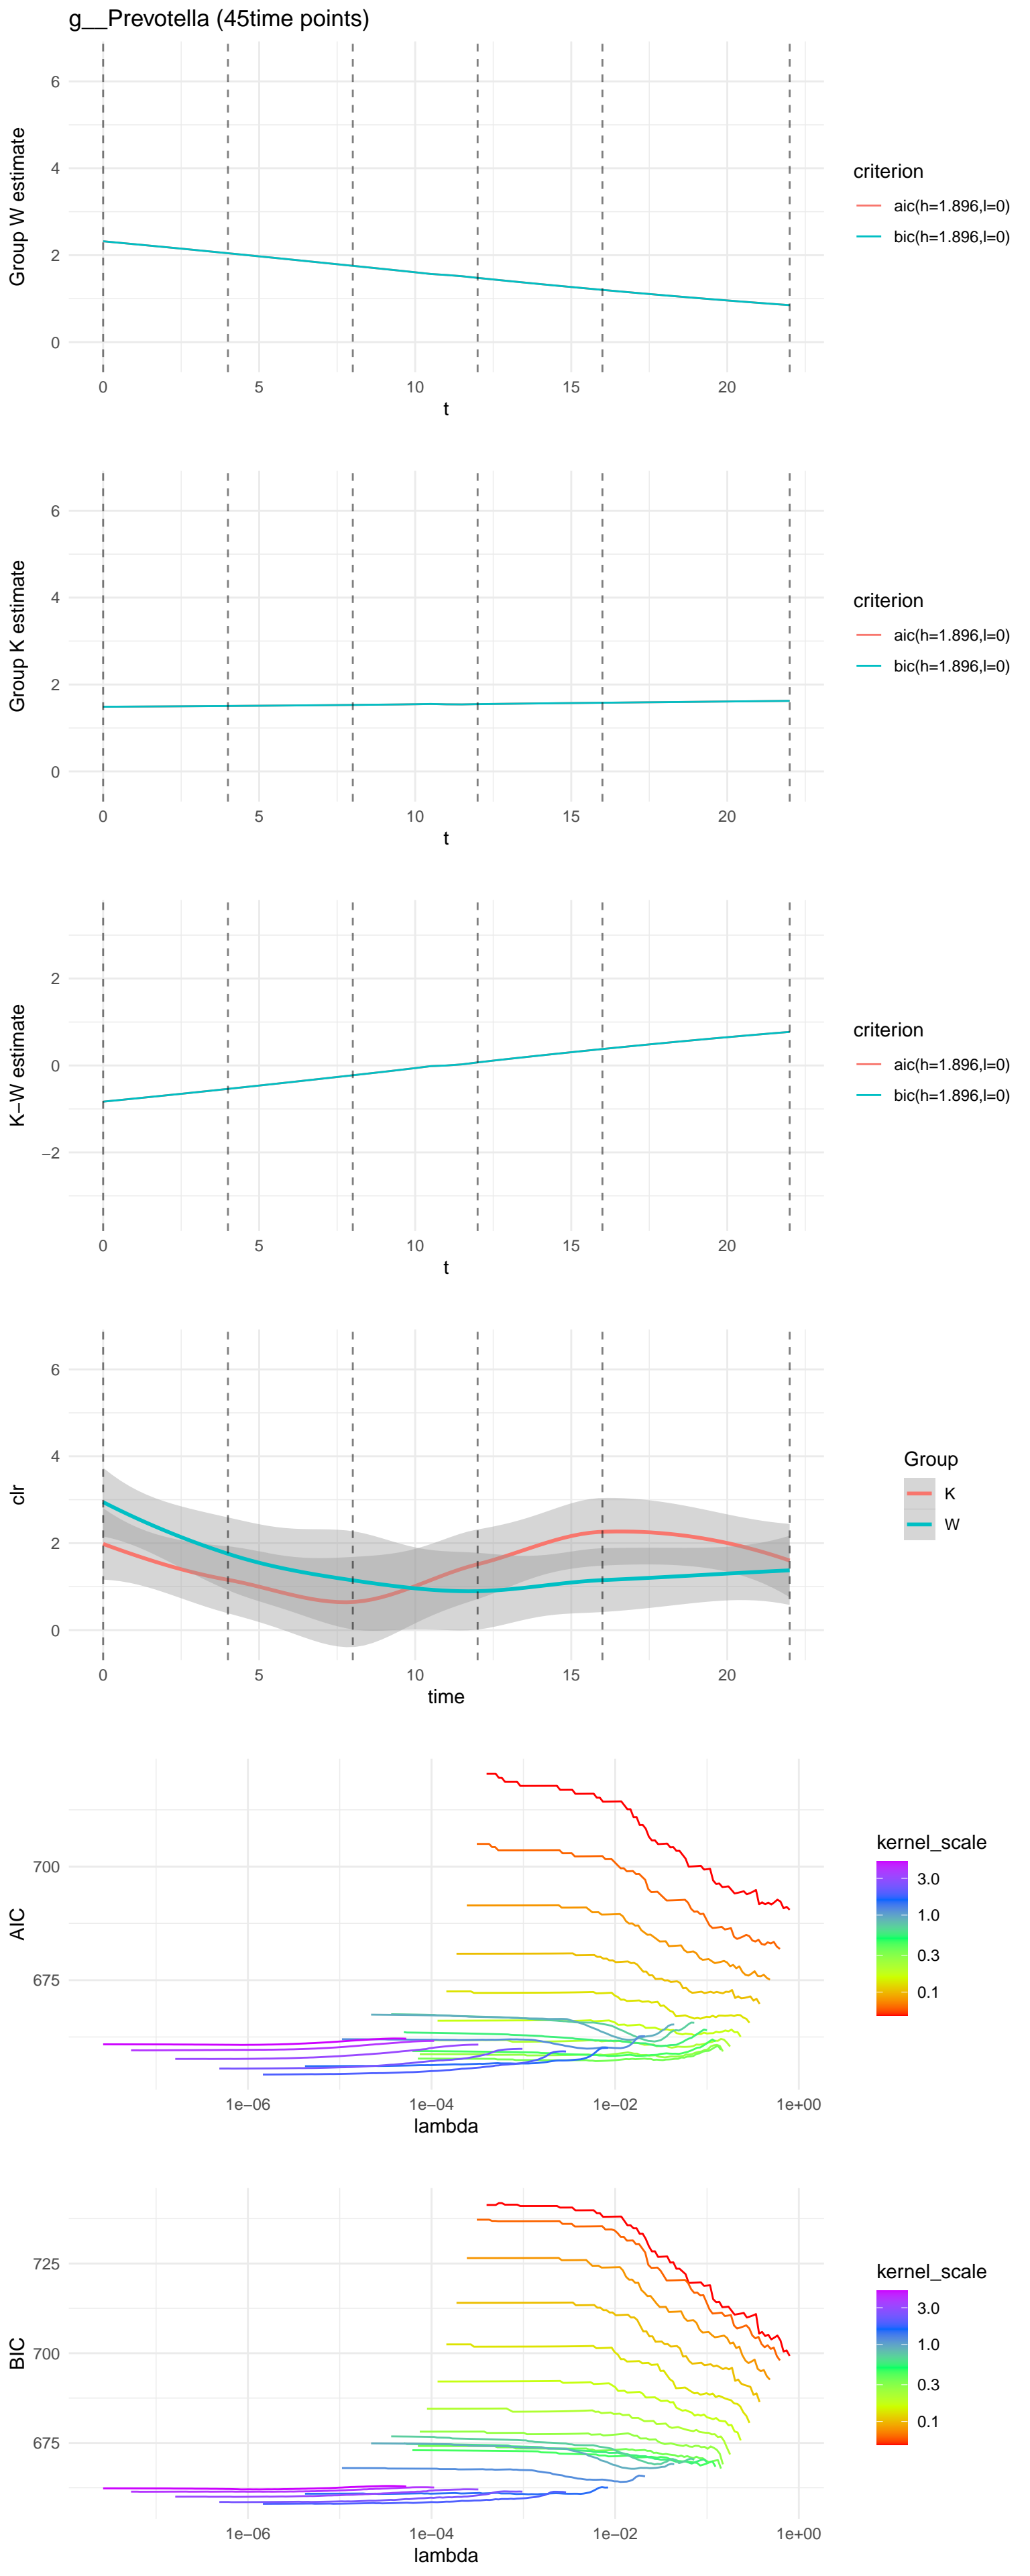 g__Prevotella (45time points)
Group W estimate
6
4
2
0
0
5
10
15
20
t
criterion
aic(h=1.896,l=0)
bic(h=1.896,l=0)
Group K estimate
6
4
2
0
0
5
10
15
20
t
criterion
aic(h=1.896,l=0)
bic(h=1.896,l=0)
K−W estimate
2
0
−2
0
5
10
15
20
t
criterion
aic(h=1.896,l=0)
bic(h=1.896,l=0)
clr
6
4
2
0
0
5
10
15
20
time
Group
K
W
AIC
700
675
1e−06
1e−04
1e−02
1e+00
lambda
kernel_scale
3.0
1.0
0.3
0.1
BIC
725
700
675
1e−06
1e−04
1e−02
1e+00
lambda
kernel_scale
3.0
1.0
0.3
0.1